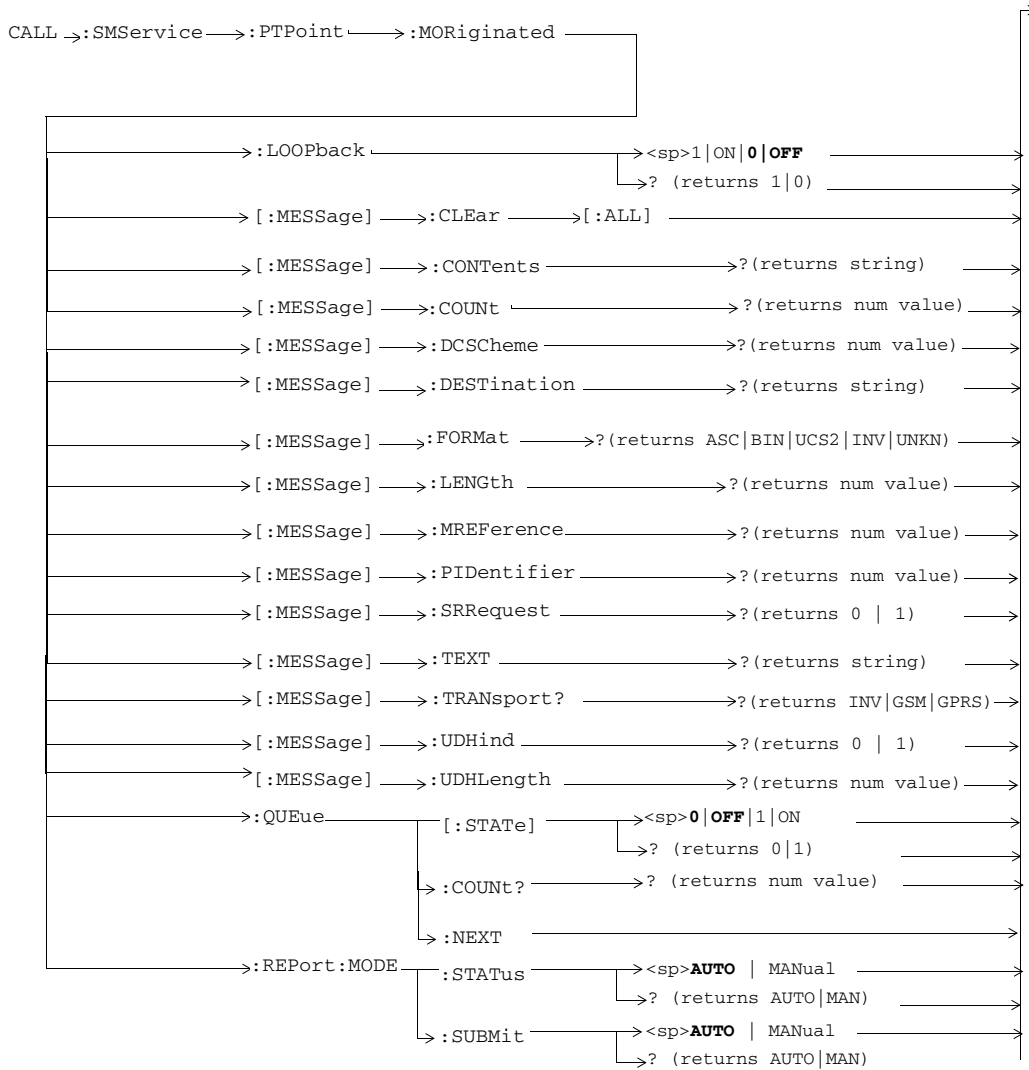 CALL :SMService :PTPoint :MORiginated
:LOOPback <sp>1|ON|0|OFF
? (returns 1|0)
[:MESSage] :CLEar [:ALL]
[:MESSage] :CONTents ?(returns string)
[:MESSage] :COUNt ?(returns num value)
[:MESSage] :DCSCheme ?(returns num value)
[:MESSage] :DESTination ?(returns string)
[:MESSage] :FORMat ?(returns ASC|BIN|UCS2|INV|UNKN)
[:MESSage] :LENGth ?(returns num value)
[:MESSage] :MREFerence ?(returns num value)
[:MESSage] :PIDentifier ?(returns num value)
[:MESSage] :SRRequest ?(returns 0 | 1)
[:MESSage] :TEXT ?(returns string)
[:MESSage] :TRANsport? ?(returns INV|GSM|GPRS)
[:MESSage] :UDHind ?(returns 0 | 1)
[:MESSage] :UDHLength ?(returns num value)
:QUEue [:STATe] <sp>0|OFF|1|ON
? (returns 0|1)
:COUNt? ? (returns num value)
:NEXT
:REPort:MODE :STATus <sp>AUTO | MANual
? (returns AUTO|MAN)
:SUBMit <sp>AUTO | MANual
? (returns AUTO|MAN)